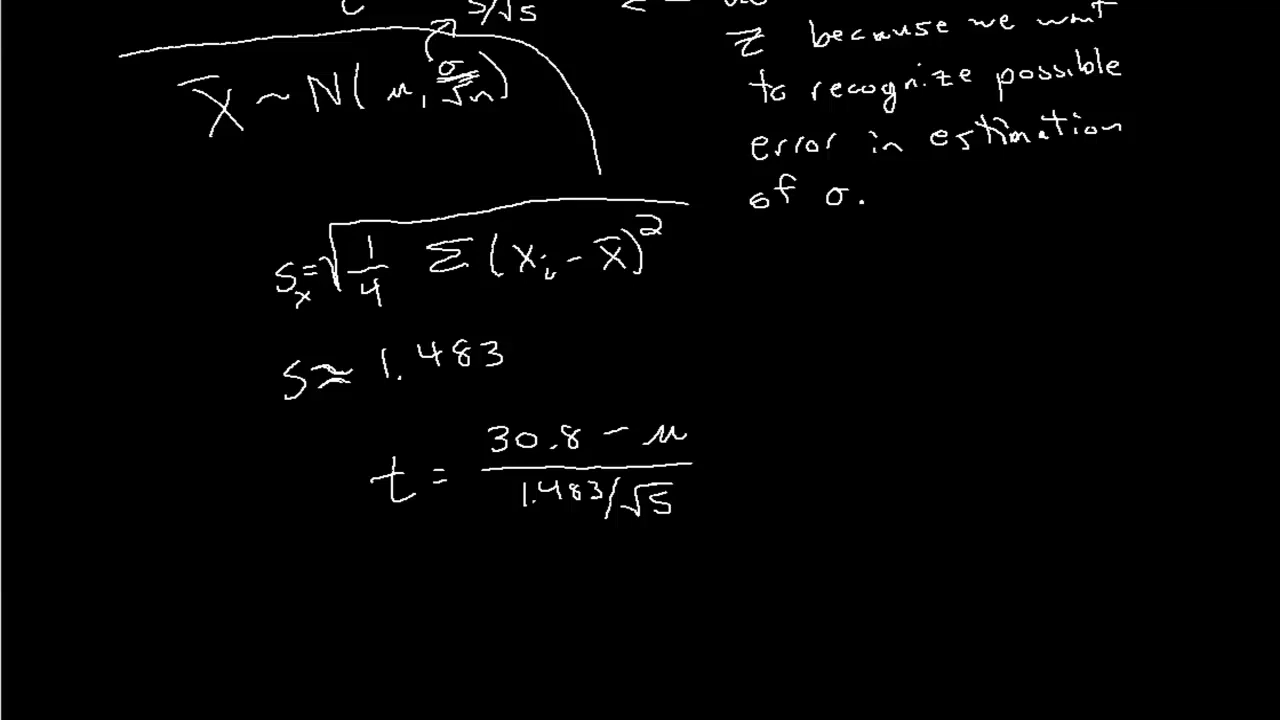 s/√5
z because we want
to recognize possible
error in estimation
of σ.
X̄ ~ N(μ, σ/√n)
Sx = √(1/4 Σ(Xi - X̄)²)
s ≈ 1.483
t = (30.8 - μ)/(1.483/√5)